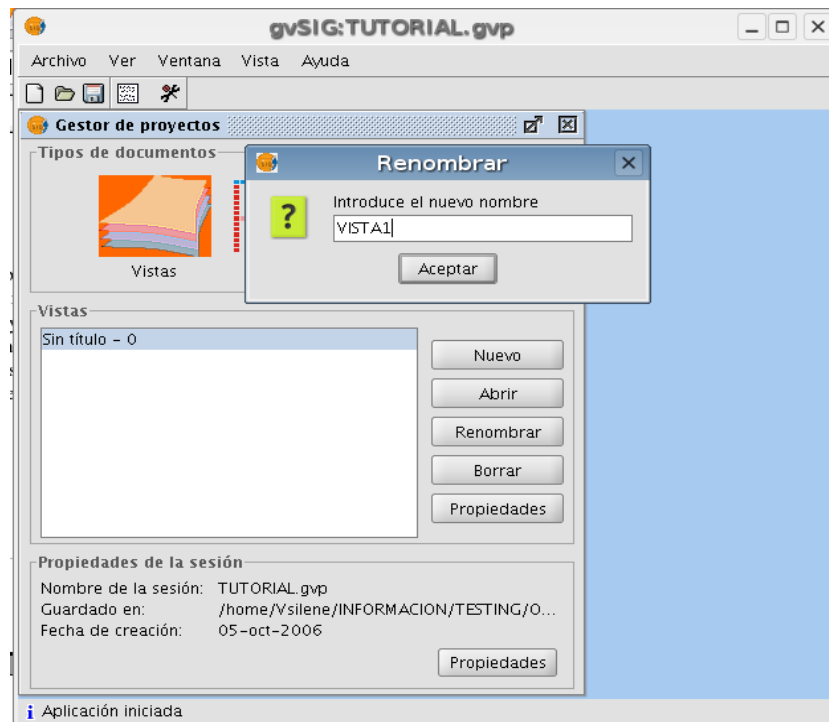 gvSIG:TUTORIAL.gvp
Archivo Ver Ventana Vista Ayuda
Gestor de proyectos
Tipos de documentos
Vistas
Renombrar
Introduce el nuevo nombre
VISTA1
Aceptar
Vistas
Sin título - 0
Nuevo
Abrir
Renombrar
Borrar
Propiedades
Propiedades de la sesión
Nombre de la sesión: TUTORIAL.gvp
Guardado en: /home/Vsilene/INFORMACION/TESTING/O...
Fecha de creación: 05-oct-2006
Propiedades
Aplicación iniciada